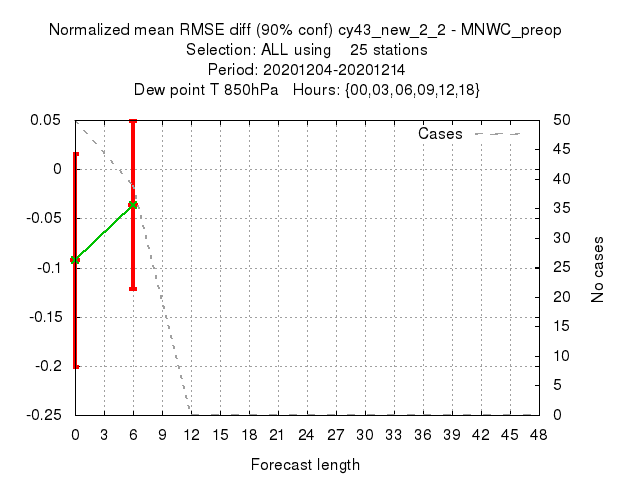 Normalized mean RMSE diff (90% conf) cy43_new_2_2 - MNWC_preop
Selection: ALL using 25 stations
Period: 20201204-20201214
Dew point T 850hPa Hours: {00,03,06,09,12,18}
Cases
0.05
0
-0.05
-0.1
-0.15
-0.2
-0.25
50
45
40
35
30
25
20
15
10
5
0
No cases
0 3 6 9 12 15 18 21 24 27 30 33 36 39 42 45 48
Forecast length